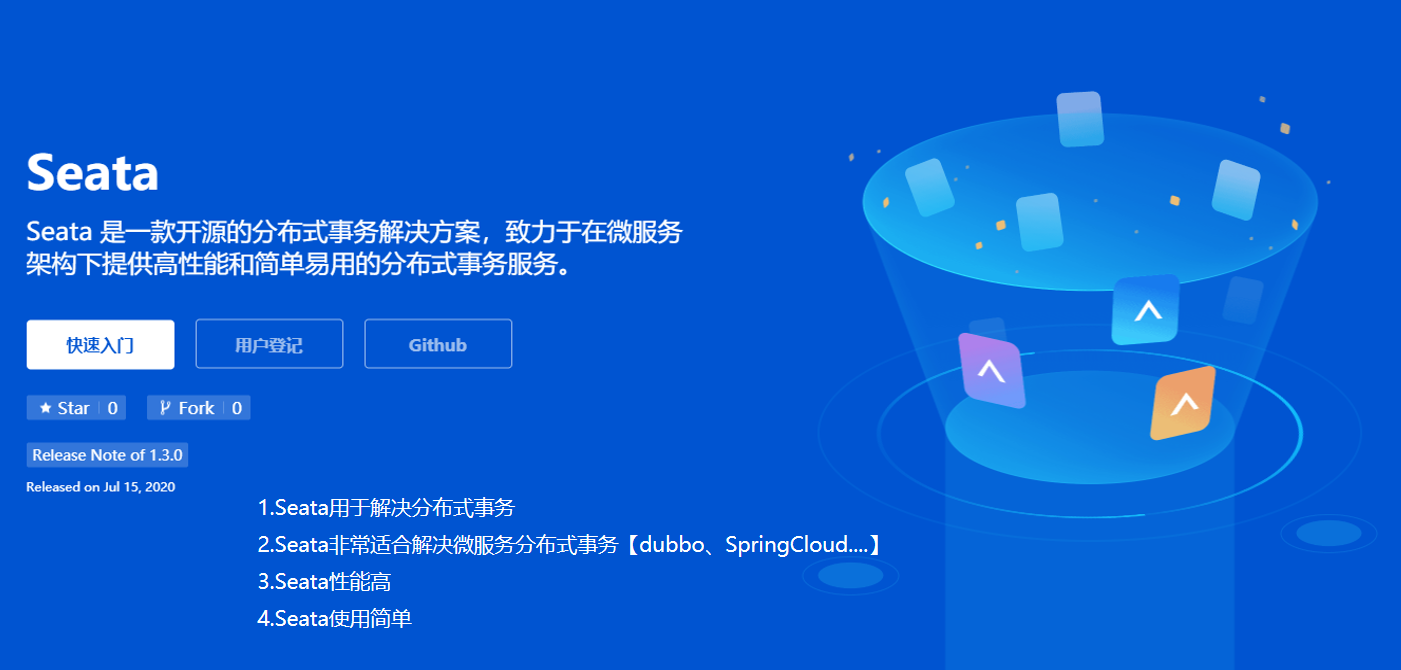 Seata
Seata 是一款开源的分布式事务解决方案，致力于在微服务
架构下提供高性能和简单易用的分布式事务服务。
快速入门 用户登记 Github
Star 0 Fork 0
Release Note of 1.3.0
Released on Jul 15, 2020
1.Seata用于解决分布式事务
2.Seata非常适合解决微服务分布式事务【dubbo、SpringCloud....】
3.Seata性能高
4.Seata使用简单